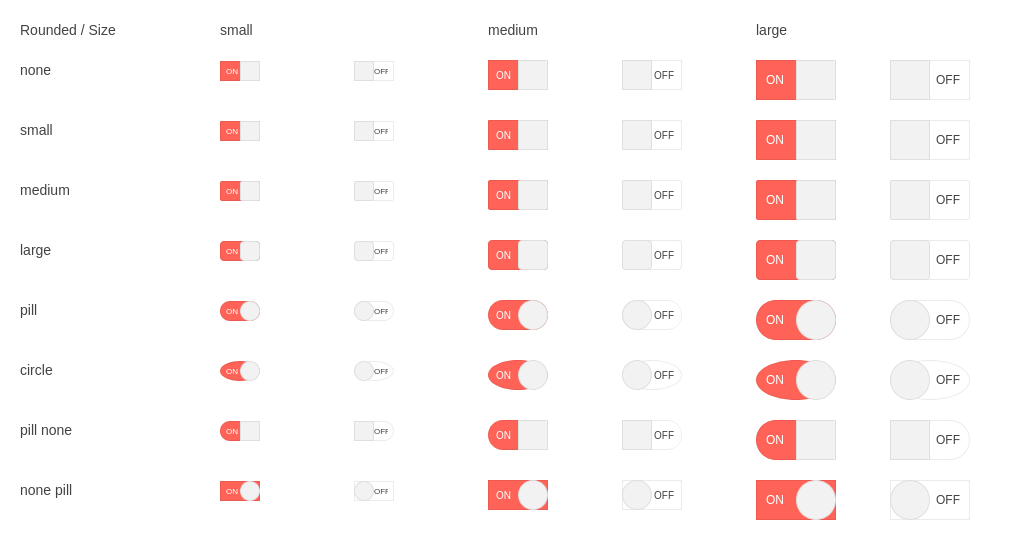 Rounded / Size small medium large
none ON OFF ON OFF ON OFF
small ON OFF ON OFF ON OFF
medium ON OFF ON OFF ON OFF
large ON OFF ON OFF ON OFF
pill ON OFF ON OFF ON OFF
circle ON OFF ON OFF ON OFF
pill none ON OFF ON OFF ON OFF
none pill ON OFF ON OFF ON OFF